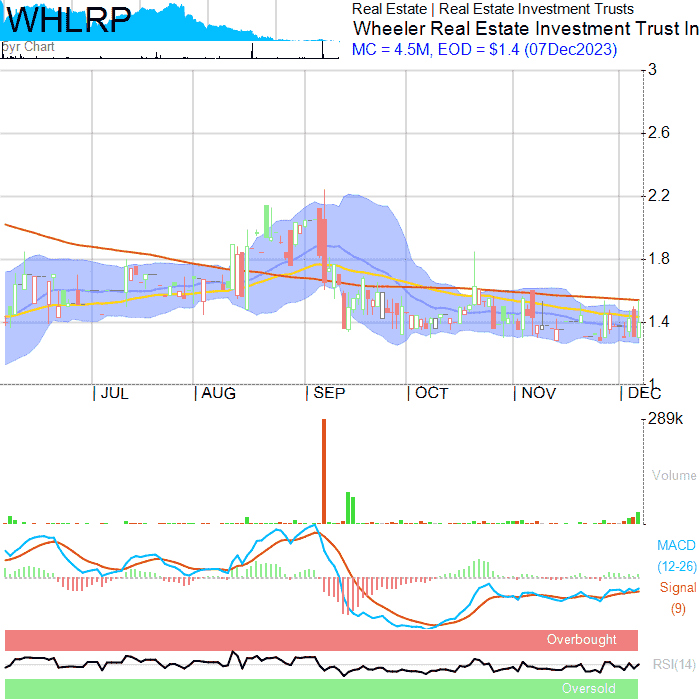 WHLRP
5yr Chart
Real Estate | Real Estate Investment Trusts
Wheeler Real Estate Investment Trust In
MC = 4.5M, EOD = $1.4 (07Dec2023)
3
2.6
2.2
1.8
1.4
1
JUL
AUG
SEP
OCT
NOV
DEC
289k
Volume
MACD
(12-26)
Signal
(9)
Overbought
RSI(14)
Oversold